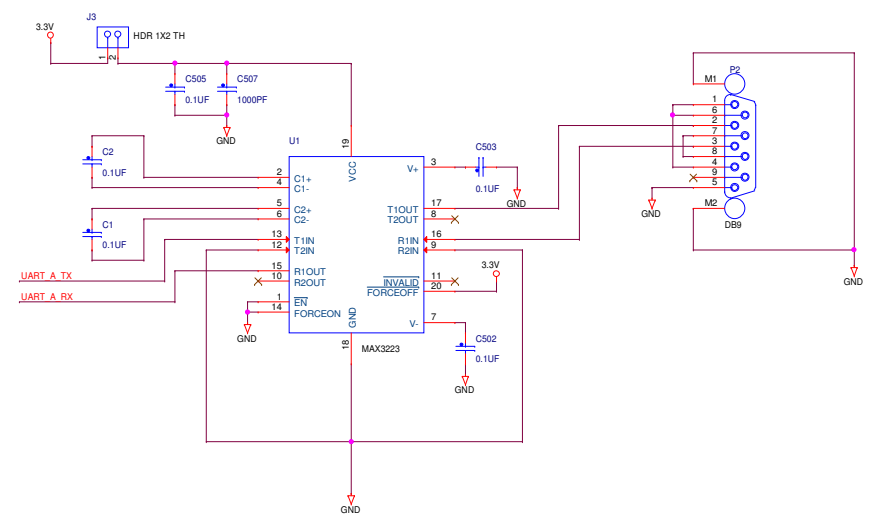 J3
3.3V
HDR 1X2 TH
1
2
C505
0.1UF
C507
1000PF
GND
U1
19
VCC
C2
0.1UF
2
C1+
4
C1-
C1
0.1UF
5
C2+
6
C2-
13
T1IN
12
T2IN
15
R1OUT
10
R2OUT
UART_A_TX
UART_A_RX
1
EN
14
FORCEON
GND
GND
18
MAX3223
V+
3
C503
0.1UF
GND
T1OUT
17
T2OUT
8
R1IN
16
R2IN
9
3.3V
INVALID
11
FORCEOFF
20
V-
7
C502
0.1UF
GND
GND
P2
M1
1
6
2
7
3
8
4
9
5
M2
DB9
GND
GND